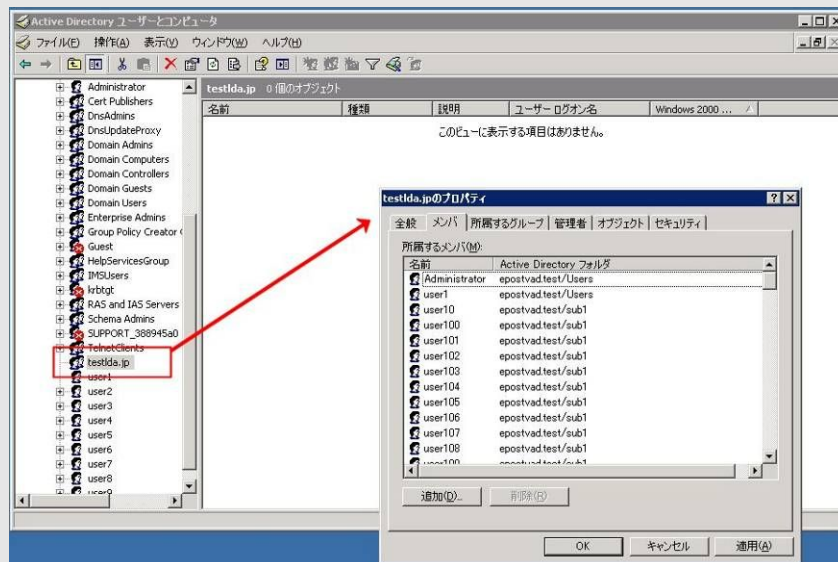 Active Directory ユーザーとコンピュータ
ファイル(F) 操作(A) 表示(V) ウィンドウ(W) ヘルプ(H)
Administrator
Cert Publishers
DnsAdmins
DnsUpdateProxy
Domain Admins
Domain Computers
Domain Controllers
Domain Guests
Domain Users
Enterprise Admins
Group Policy Creator
Guest
HelpServicesGroup
IMSUsers
krbtgt
RAS and IAS Servers
Schema Admins
SUPPORT_388945a0
TelnetClients
testlda.jp
user1
user2
user3
user4
user5
user6
user7
user8
user9
testlda.jp 0 個のオブジェクト
名前 種類 説明 ユーザー ログオン名 Windows 2000 ...
このビューに表示する項目はありません。
testlda.jpのプロパティ
全般 メンバ 所属するグループ 管理者 オブジェクト セキュリティ
所属するメンバ(M):
名前 Active Directory フォルダ
Administrator epostvad.test/Users
user1 epostvad.test/Users
user10 epostvad.test/sub1
user100 epostvad.test/sub1
user101 epostvad.test/sub1
user102 epostvad.test/sub1
user103 epostvad.test/sub1
user104 epostvad.test/sub1
user105 epostvad.test/sub1
user106 epostvad.test/sub1
user107 epostvad.test/sub1
user108 epostvad.test/sub1
user109 epostvad.test/sub1
追加(D)... 削除(R)
OK キャンセル 適用(A)